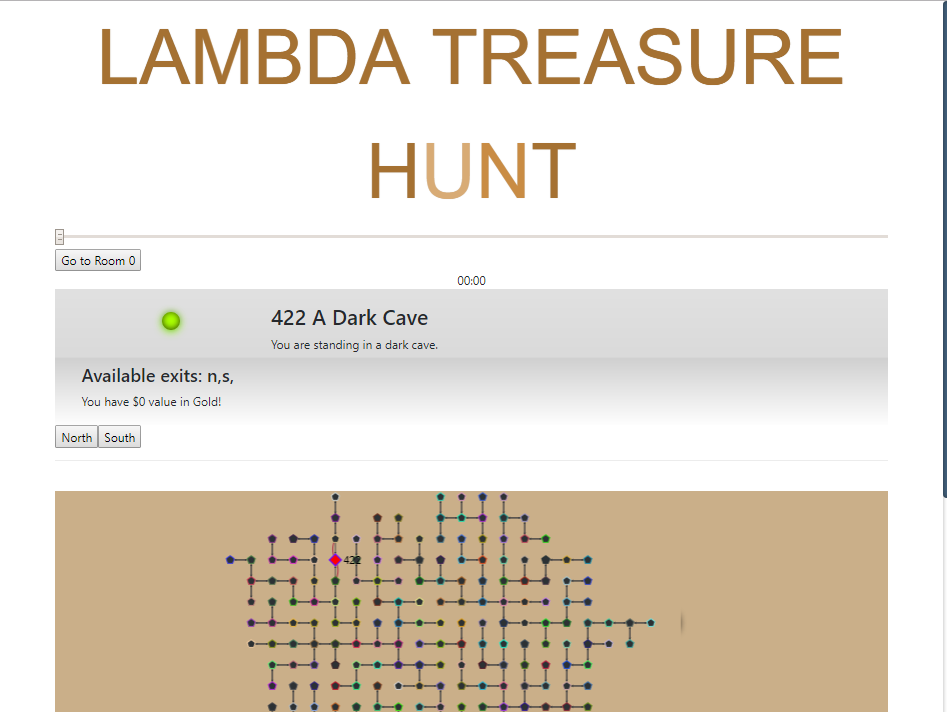 LAMBDA TREASURE
HUNT
Go to Room 0
00:00
422 A Dark Cave
You are standing in a dark cave.
Available exits: n,s,
You have $0 value in Gold!
North South
422